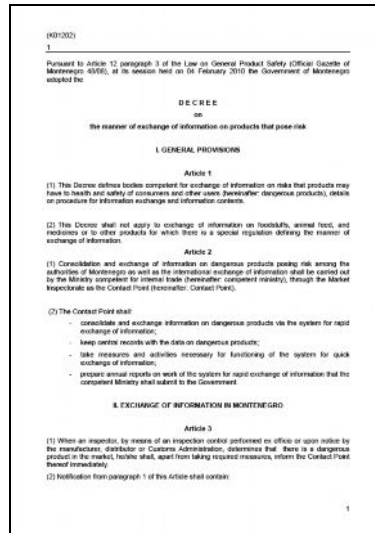 (K01202)
1
Pursuant to Article 12 paragraph 3 of the Law on General Product Safety (Official Gazette of
Montenegro 48/08), at its session held on 04 February 2010 the Government of Montenegro
adopted the
D E C R E E
on
the manner of exchange of information on products that pose risk
I. GENERAL PROVISIONS
Article 1
(1) This Decree defines bodies competent for exchange of information on risks that products may
have to health and safety of consumers and other users (hereinafter: dangerous products), details
on procedure for information exchange and information contents.
(2) This Decree shall not apply to exchange of information on foodstuffs, animal feed, and
medicines or to other products for which there is a special regulation defining the manner of
exchange of information.
Article 2
(1) Consolidation and exchange of information on dangerous products posing risk among the
authorities of Montenegro as well as the international exchange of information shall be carried out
by the Ministry competent for internal trade (hereinafter: competent ministry), through the Market
Inspectorate as the Contact Point (hereinafter: Contact Point).
(2) The Contact Point shall:
- consolidate and exchange information on dangerous products via the system for rapid
exchange of information;
- keep central records with the data on dangerous products;
- take measures and activities necessary for functioning of the system for quick
exchange of information;
- prepare annual reports on work of the system for rapid exchange of information that the
competent Ministry shall submit to the Government
II. EXCHANGE OF INFORMATION IN MONTENEGRO
Article 3
(1) When an inspector, by means of an inspection control performed ex officio or upon notice by
the manufacturer, distributor or Customs Administration, determines that there is a dangerous
product in the market, he/she shall, apart from taking required measures, inform the Contact Point
thereof immediately.
(2) Notification from paragraph 1 of this Article shall contain:
1